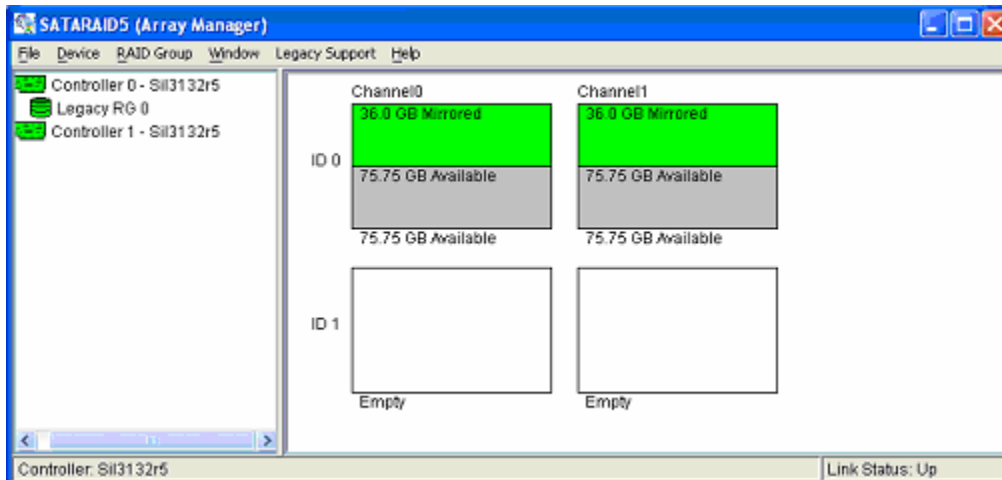 SATARAID5 (Array Manager)
File Device RAID Group Window Legacy Support Help
Controller 0 - SiI3132r5
Legacy RG 0
Controller 1 - SiI3132r5
Channel0 Channel1
36.0 GB Mirrored 36.0 GB Mirrored
ID 0
75.75 GB Available 75.75 GB Available
75.75 GB Available 75.75 GB Available
ID 1
Empty Empty
Controller: SiI3132r5 Link Status: Up